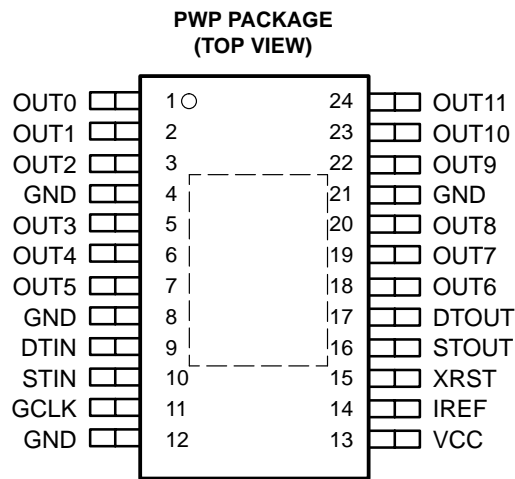 PWP PACKAGE
(TOP VIEW)
OUT0 1 24 OUT11
OUT1 2 23 OUT10
OUT2 3 22 OUT9
GND 4 21 GND
OUT3 5 20 OUT8
OUT4 6 19 OUT7
OUT5 7 18 OUT6
GND 8 17 DTOUT
DTIN 9 16 STOUT
STIN 10 15 XRST
GCLK 11 14 IREF
GND 12 13 VCC